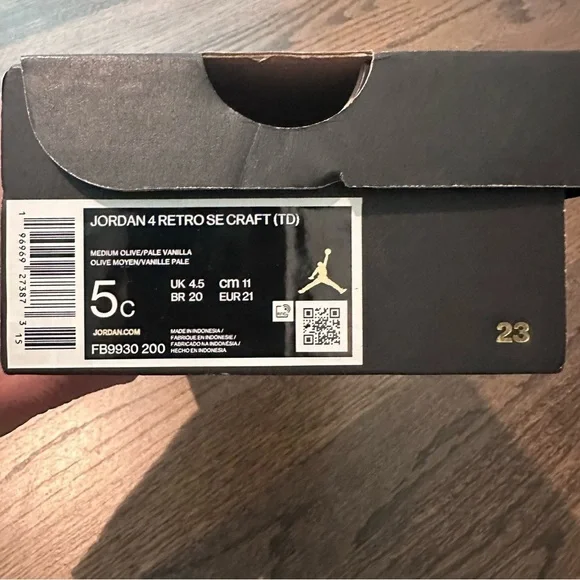 JORDAN 4 RETRO SE CRAFT (TD)
MEDIUM OLIVE/PALE VANILLA
OLIVE MOYEN/VANILLE PALE
5C
UK 4.5 CM 11
BR 20 EUR 21
JORDAN.COM
FB9930 200
MADE IN INDONESIA /
FABRIQUÉ EN INDONÉSIE /
FABRICADO NA INDONÉSIA /
HECHO EN INDONESIA
1 96969 27387 3 15
23